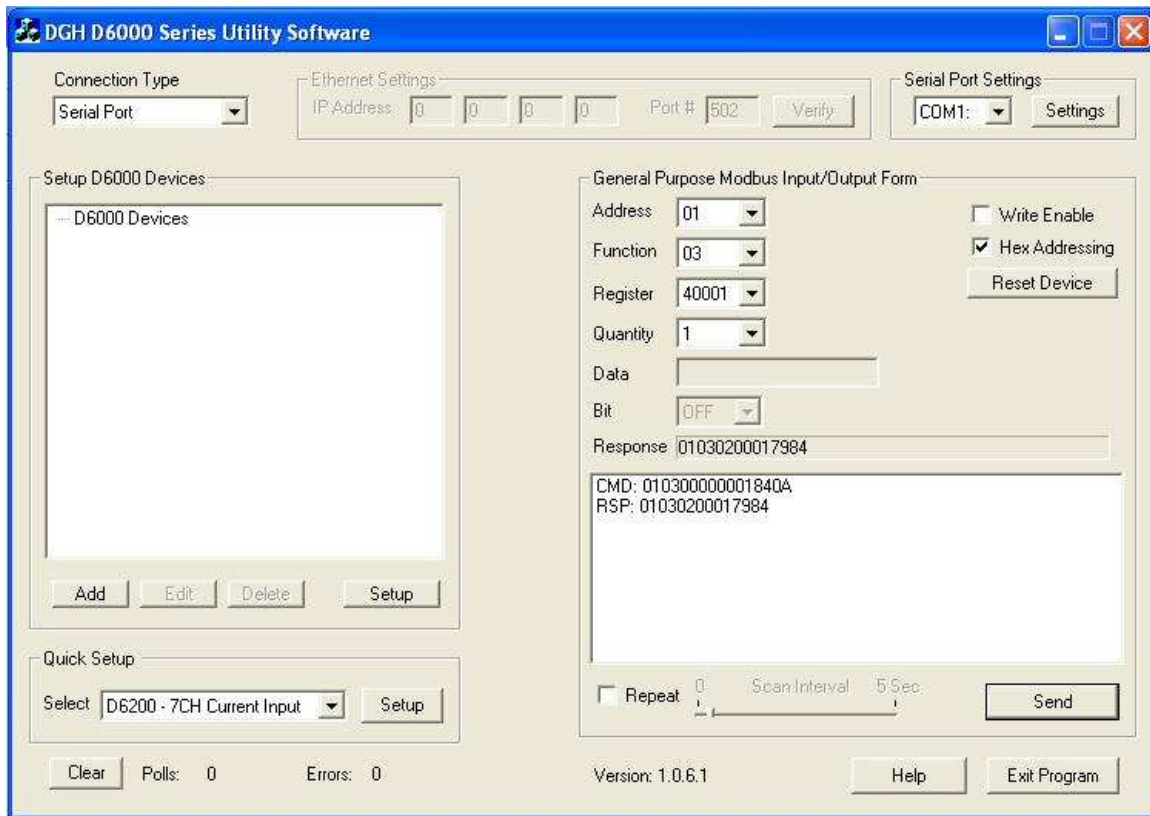 DGH D6000 Series Utility Software
Connection Type
Serial Port
Ethernet Settings
IP Address 0 0 0 0 Port # 502 Verify
Serial Port Settings
COM1: Settings
Setup D6000 Devices
D6000 Devices
Add Edit Delete Setup
Quick Setup
Select D6200 - 7CH Current Input Setup
Clear Polls: 0 Errors: 0
General Purpose Modbus Input/Output Form
Address 01 Write Enable
Function 03 Hex Addressing
Reset Device
Register 40001
Quantity 1
Data
Bit OFF
Response 01030200017984
CMD: 010300000001840A
RSP: 01030200017984
Repeat 0 Scan Interval 5 Sec
Send
Version: 1.0.6.1 Help Exit Program